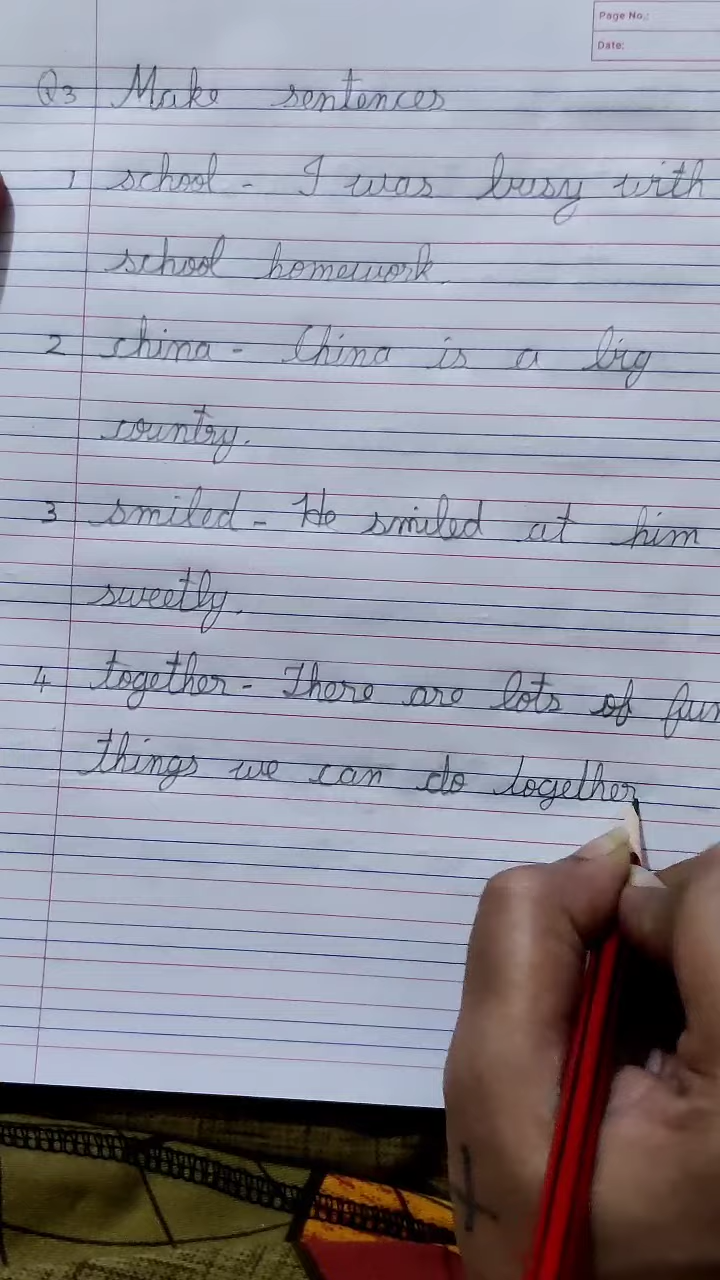 Page No.:
Date:
Q3 Make sentences
1 school - I was busy with
school homework.
2 china - China is a big
country.
3 smiled - He smiled at him
sweetly.
4 together - There are lots of fun
things we can do together